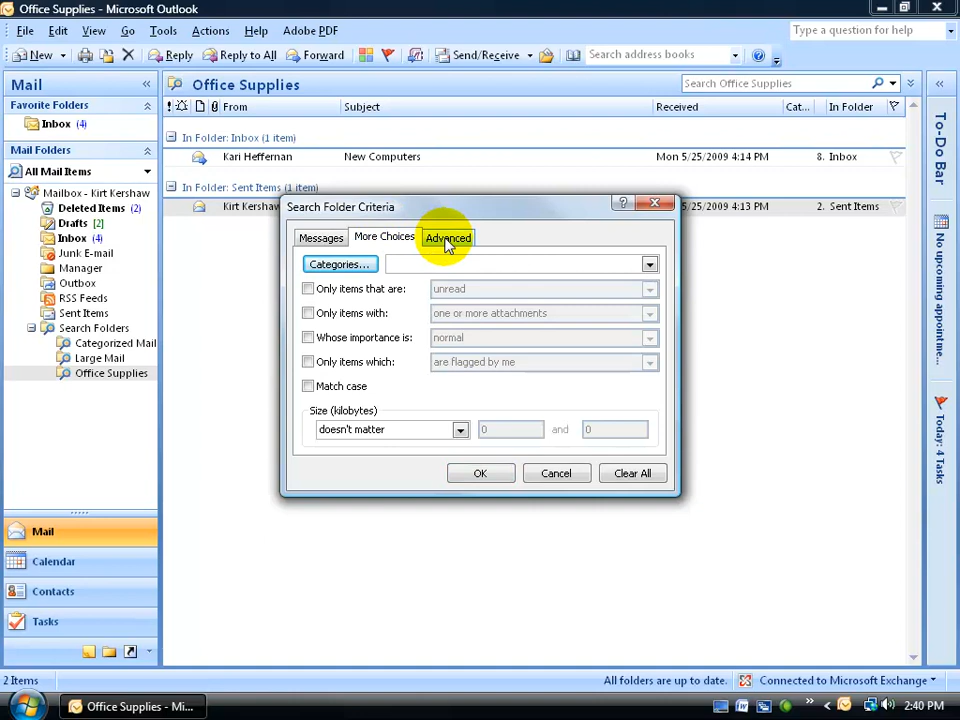 Office Supplies - Microsoft Outlook
File Edit View Go Tools Actions Help Adobe PDF
Type a question for help
New Reply Reply to All Forward Send/Receive Search address books
Mail
Favorite Folders
Inbox (4)
Mail Folders
All Mail Items
Mailbox - Kirt Kershaw
Deleted Items (2)
Drafts [2]
Inbox (4)
Junk E-mail
Manager
Outbox
RSS Feeds
Sent Items
Search Folders
Categorized Mail
Large Mail
Office Supplies
Mail
Calendar
Contacts
Tasks
Office Supplies
Search Office Supplies
From Subject Received Cat... In Folder
In Folder: Inbox (1 item)
Kari Heffernan New Computers Mon 5/25/2009 4:14 PM 8. Inbox
In Folder: Sent Items (1 item)
Kirt Kershaw Mon 5/25/2009 4:13 PM 2. Sent Items
Search Folder Criteria
Messages More Choices Advanced
Categories...
Only items that are: unread
Only items with: one or more attachments
Whose importance is: normal
Only items which: are flagged by me
Match case
Size (kilobytes)
doesn't matter 0 and 0
OK Cancel Clear All
To-Do Bar
No upcoming appointme...
Today: 4 Tasks
2 Items All folders are up to date. Connected to Microsoft Exchange
Office Supplies - Mi... 2:40 PM